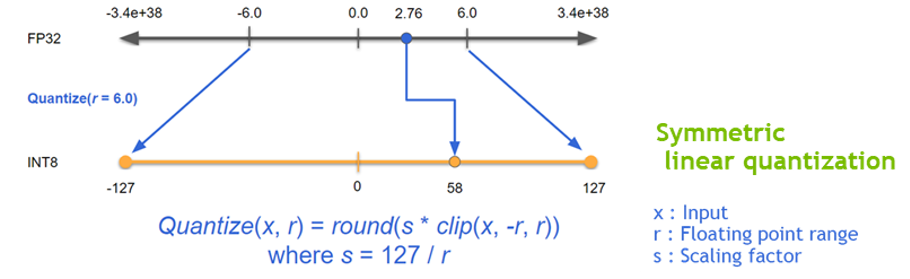 -3.4e+38 -6.0 0.0 2.76 6.0 3.4e+38
FP32
Quantize(r = 6.0)
INT8
-127 0 58 127
Quantize(x, r) = round(s * clip(x, -r, r))
where s = 127 / r
Symmetric
linear quantization
x : Input
r : Floating point range
s : Scaling factor